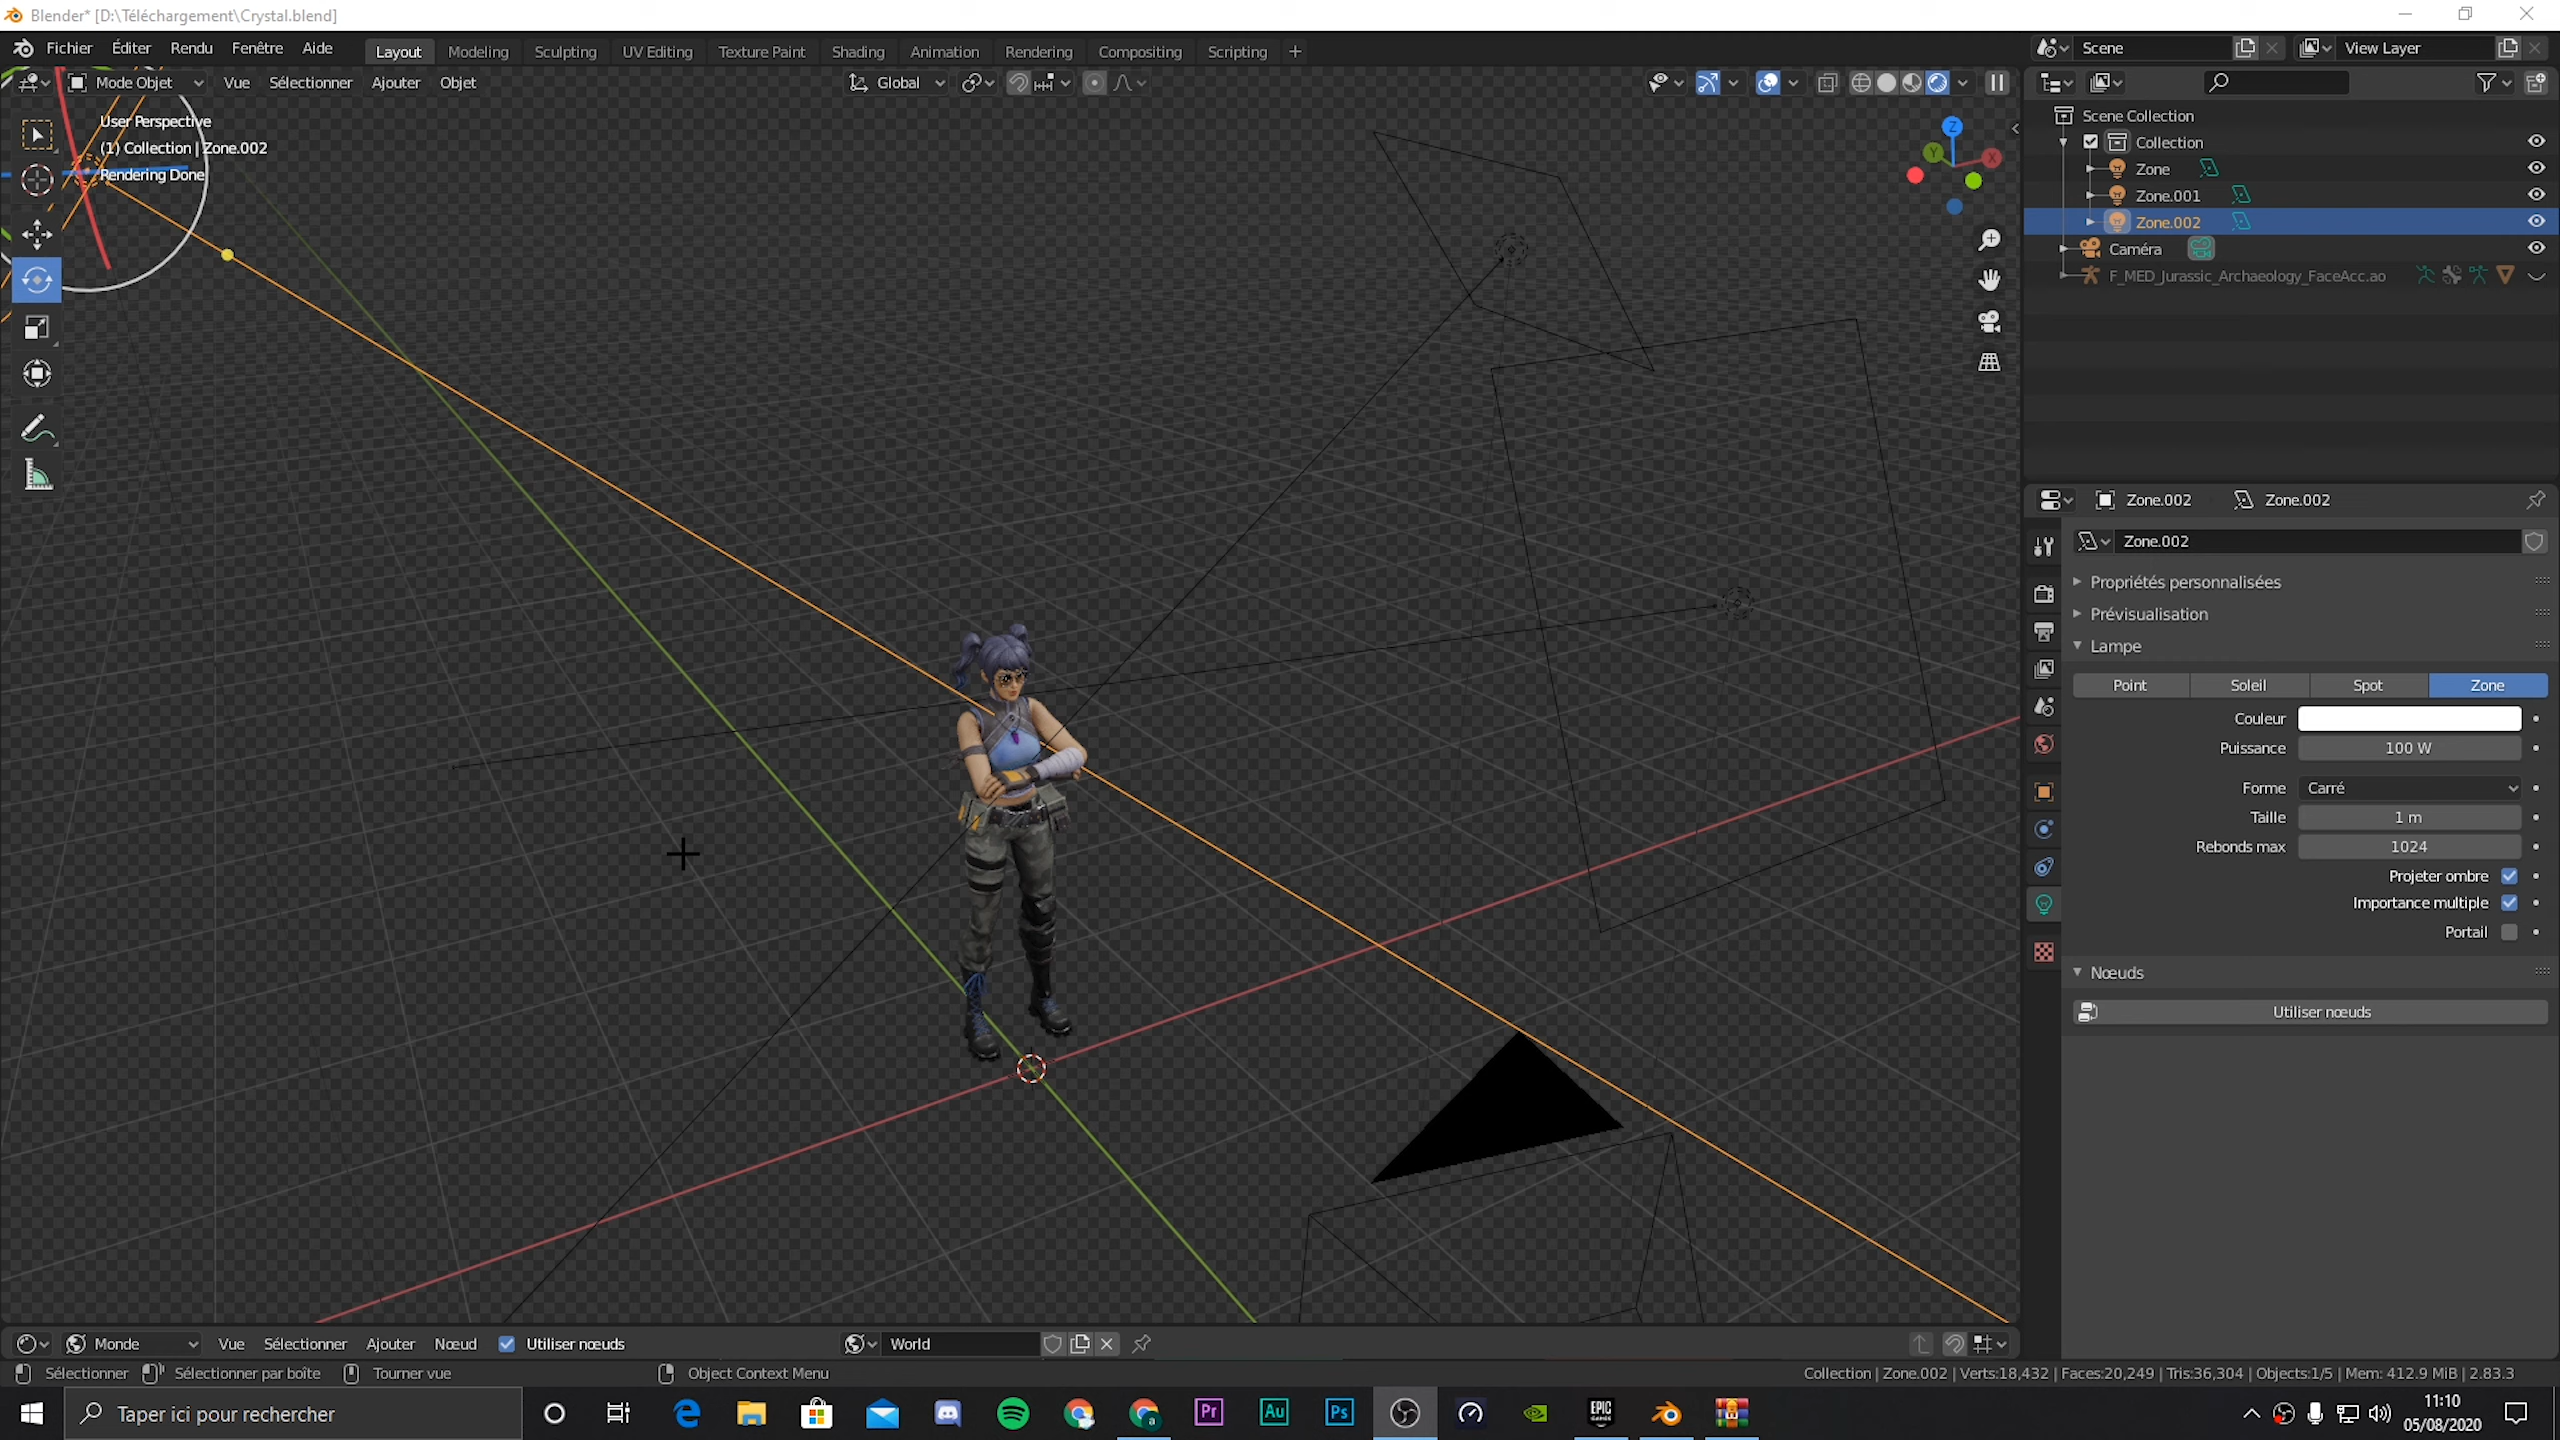 Blender* [D:\Téléchargement\Crystal.blend]
Fichier Éditer Rendu Fenêtre Aide
Layout Modeling Sculpting UV Editing Texture Paint Shading Animation Rendering Compositing Scripting +
Scene
View Layer
Mode Objet Vue Sélectionner Ajouter Objet
Global
User Perspective
(1) Collection | Zone.002
Rendering Done
Z
Y
X
Scene Collection
Collection
Zone
Zone.001
Zone.002
Caméra
F_MED_Jurassic_Archaeology_FaceAcc.ao
Zone.002 Zone.002
Zone.002
Propriétés personnalisées
Prévisualisation
Lampe
Point Soleil Spot Zone
Couleur
Puissance 100 W
Forme Carré
Taille 1 m
Rebonds max 1024
Projeter ombre
Importance multiple
Portail
Nœuds
Utiliser nœuds
Monde Vue Sélectionner Ajouter Nœud Utiliser nœuds
World
Sélectionner Sélectionner par boîte Tourner vue Object Context Menu
Collection | Zone.002 | Verts:18,432 | Faces:20,249 | Tris:36,304 | Objects:1/5 | Mem: 412.9 MiB | 2.83.3
Taper ici pour rechercher
a
Pr
Au
Ps
EPIC
GAMES
11:10
05/08/2020